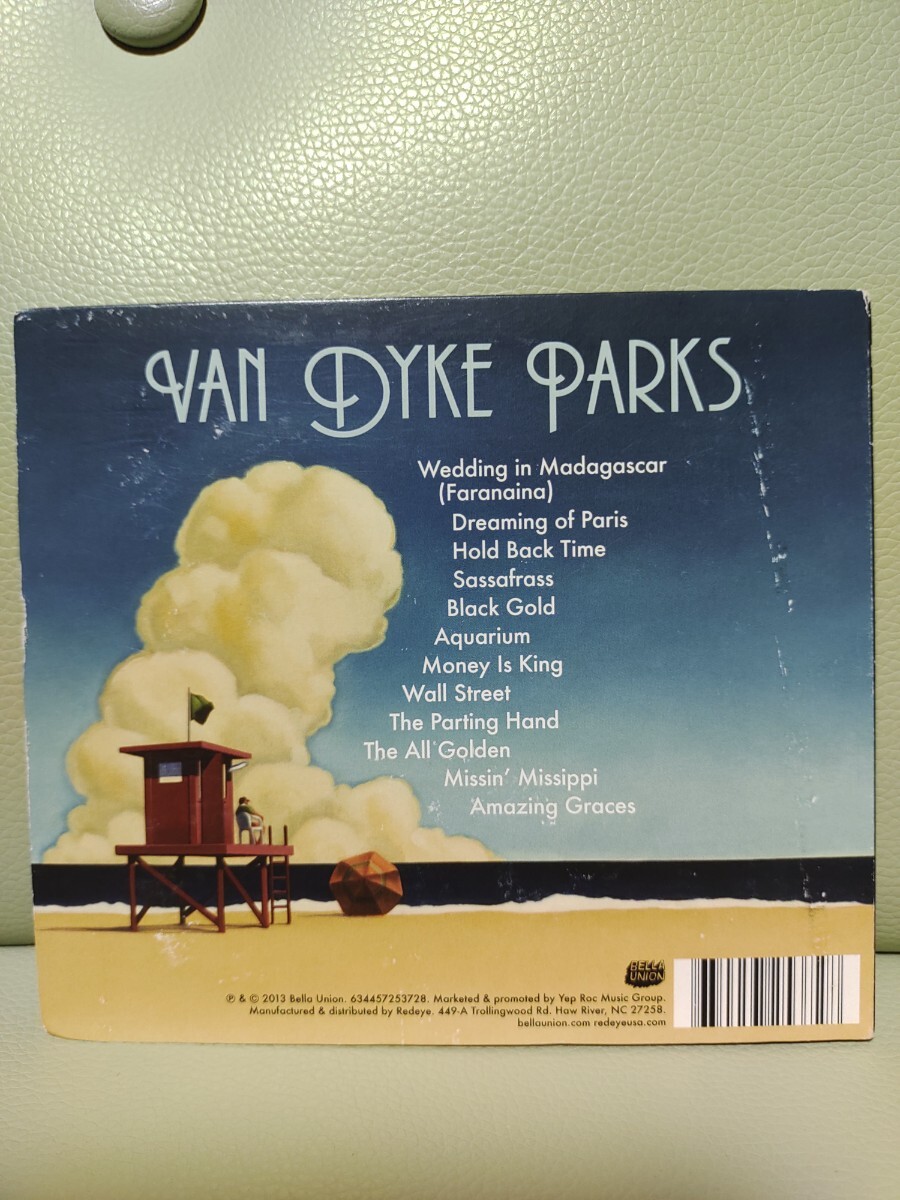 VAN DYKE PARKS
Wedding in Madagascar
(Faranaina)
Dreaming of Paris
Hold Back Time
Sassafrass
Black Gold
Aquarium
Money Is King
Wall Street
The Parting Hand
The All Golden
Missin' Missippi
Amazing Graces
BELLA
UNION
℗ & © 2013 Bella Union. 634457253728. Marketed & promoted by Yep Roc Music Group.
Manufactured & distributed by Redeye. 449-A Trollingwood Rd. Haw River, NC 27258.
bellaunion.com redeyeusa.com